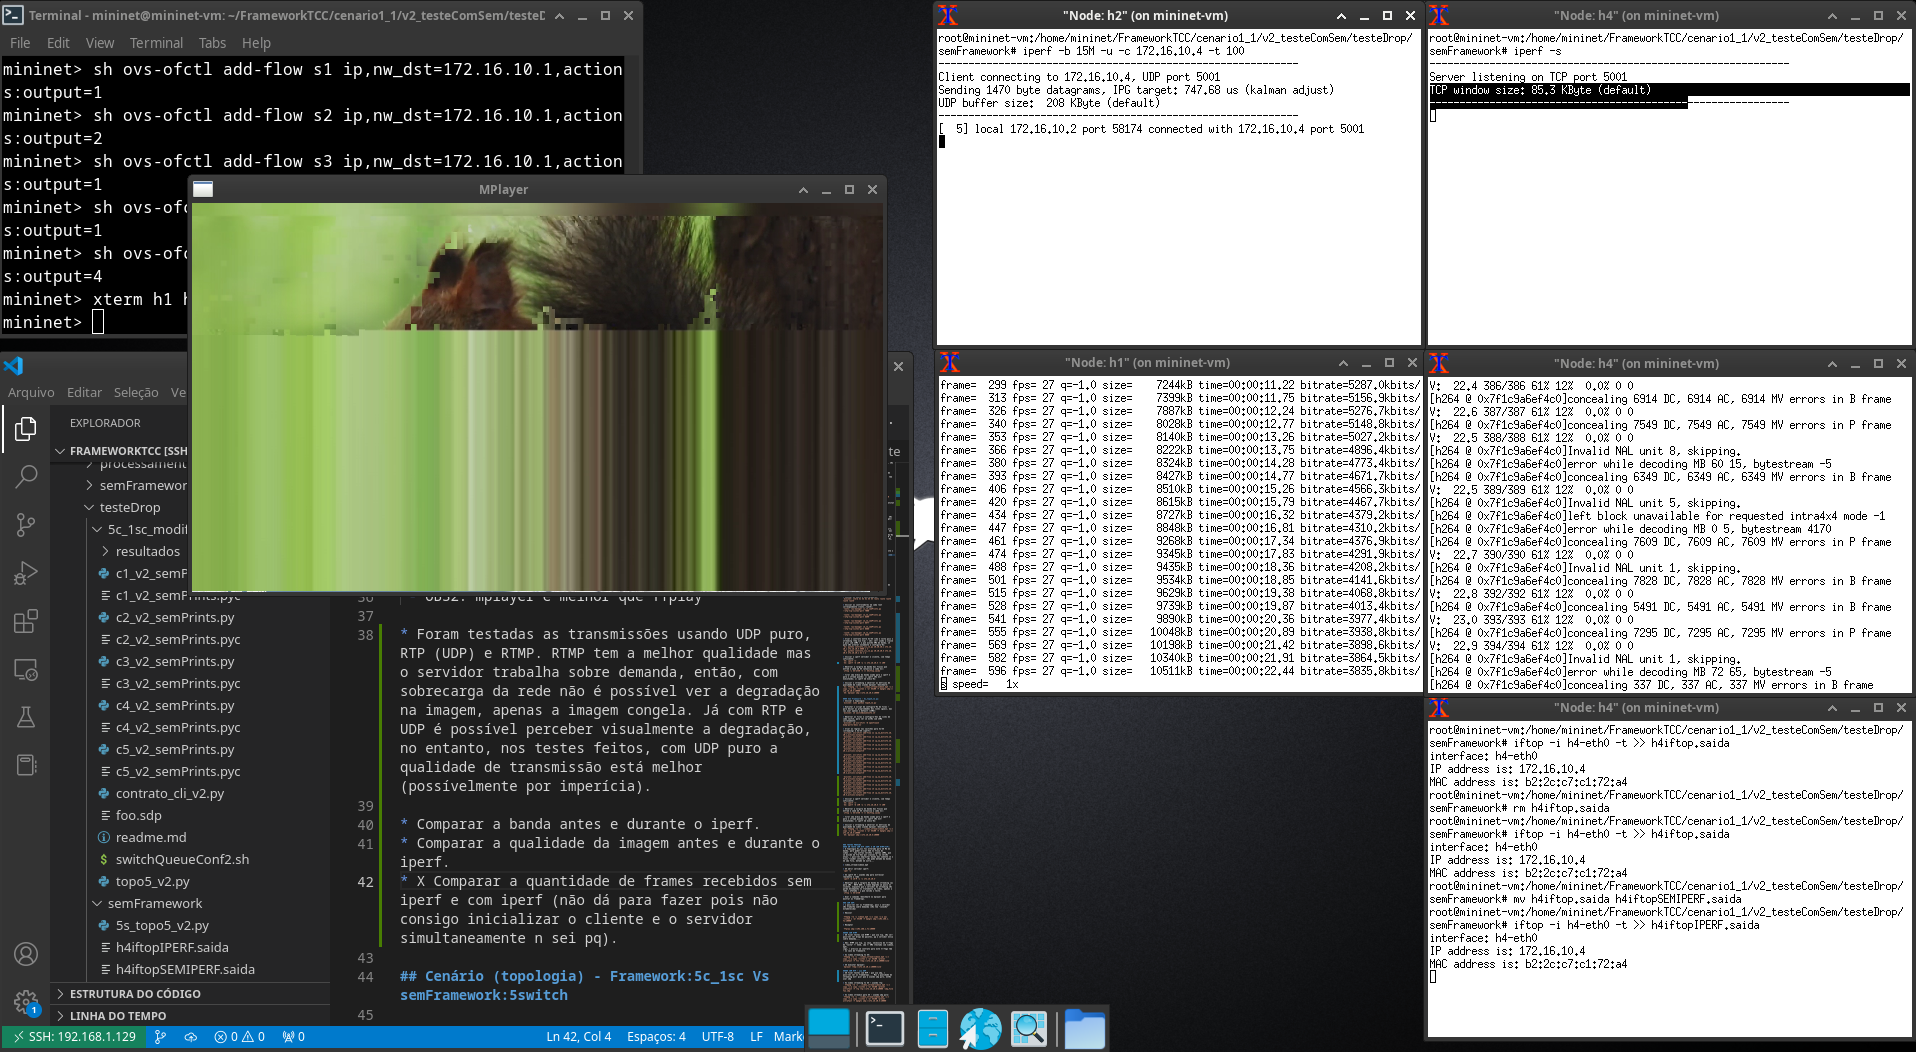 Terminal - mininet@mininet-vm: ~/FrameworkTCC/cenario1_1/v2_testeComSem/testeD
File Edit View Terminal Tabs Help
mininet> sh ovs-ofctl add-flow s1 ip,nw_dst=172.16.10.1,action
s:output=1
mininet> sh ovs-ofctl add-flow s2 ip,nw_dst=172.16.10.1,action
s:output=2
mininet> sh ovs-ofctl add-flow s3 ip,nw_dst=172.16.10.1,action
s:output=1
mininet> sh ovs-ofc
s:output=1
mininet> sh ovs-ofc
s:output=4
mininet> xterm h1 h
mininet>
MPlayer
Arquivo Editar Seleção Ve
EXPLORADOR
FRAMEWORKTCC [SSH
processament
semFramewor
testeDrop
5c_1sc_modif
resultados
c1_v2_semP
c1_v2_semPrints.pyc
c2_v2_semPrints.py
c2_v2_semPrints.pyc
c3_v2_semPrints.py
c3_v2_semPrints.pyc
c4_v2_semPrints.py
c4_v2_semPrints.pyc
c5_v2_semPrints.py
c5_v2_semPrints.pyc
contrato_cli_v2.py
foo.sdp
readme.md
switchQueueConf2.sh
topo5_v2.py
semFramework
5s_topo5_v2.py
h4iftopIPERF.saida
h4iftopSEMIPERF.saida
ESTRUTURA DO CÓDIGO
LINHA DO TEMPO
te
36 * OBS2: mplayer é melhor que ffplay
37
38 * Foram testadas as transmissões usando UDP puro,
RTP (UDP) e RTMP. RTMP tem a melhor qualidade mas
o servidor trabalha sobre demanda, então, com
sobrecarga da rede não é possível ver a degradação
na imagem, apenas a imagem congela. Já com RTP e
UDP é possível perceber visualmente a degradação,
no entanto, nos testes feitos, com UDP puro a
qualidade de transmissão está melhor
(possívelmente por imperícia).
39
40 * Comparar a banda antes e durante o iperf.
41 * Comparar a qualidade da imagem antes e durante o
iperf.
42 * X Comparar a quantidade de frames recebidos sem
iperf e com iperf (não dá para fazer pois não
consigo inicializar o cliente e o servidor
simultaneamente n sei pq).
43
44 ## Cenário (topologia) - Framework:5c_1sc Vs
semFramework:5switch
45
1
SSH: 192.168.1.129 0 0 0 Ln 42, Col 4 Espaços: 4 UTF-8 LF Mark
"Node: h2" (on mininet-vm)
root@mininet-vm:/home/mininet/FrameworkTCC/cenario1_1/v2_testeComSem/testeDrop/
semFramework# iperf -b 15M -u -c 172.16.10.4 -t 100
------------------------------------------------------------
Client connecting to 172.16.10.4, UDP port 5001
Sending 1470 byte datagrams, IPG target: 747.68 us (kalman adjust)
UDP buffer size:  208 KByte (default)
------------------------------------------------------------
[  5] local 172.16.10.2 port 58174 connected with 172.16.10.4 port 5001
"Node: h4" (on mininet-vm)
root@mininet-vm:/home/mininet/FrameworkTCC/cenario1_1/v2_testeComSem/testeDrop/
semFramework# iperf -s
------------------------------------------------------------
Server listening on TCP port 5001
TCP window size: 85.3 KByte (default)
------------------------------------------------------------
"Node: h1" (on mininet-vm)
frame=  299 fps= 27 q=-1.0 size=    7244kB time=00:00:11.22 bitrate=5287.0kbits/
frame=  313 fps= 27 q=-1.0 size=    7399kB time=00:00:11.75 bitrate=5156.9kbits/
frame=  326 fps= 27 q=-1.0 size=    7887kB time=00:00:12.24 bitrate=5276.7kbits/
frame=  340 fps= 27 q=-1.0 size=    8028kB time=00:00:12.77 bitrate=5148.8kbits/
frame=  353 fps= 27 q=-1.0 size=    8140kB time=00:00:13.26 bitrate=5027.2kbits/
frame=  366 fps= 27 q=-1.0 size=    8222kB time=00:00:13.75 bitrate=4896.4kbits/
frame=  380 fps= 27 q=-1.0 size=    8324kB time=00:00:14.28 bitrate=4773.4kbits/
frame=  393 fps= 27 q=-1.0 size=    8427kB time=00:00:14.77 bitrate=4671.7kbits/
frame=  406 fps= 27 q=-1.0 size=    8510kB time=00:00:15.26 bitrate=4566.3kbits/
frame=  420 fps= 27 q=-1.0 size=    8615kB time=00:00:15.79 bitrate=4467.7kbits/
frame=  434 fps= 27 q=-1.0 size=    8727kB time=00:00:16.32 bitrate=4379.2kbits/
frame=  447 fps= 27 q=-1.0 size=    8848kB time=00:00:16.81 bitrate=4310.2kbits/
frame=  461 fps= 27 q=-1.0 size=    9268kB time=00:00:17.34 bitrate=4376.9kbits/
frame=  474 fps= 27 q=-1.0 size=    9345kB time=00:00:17.83 bitrate=4291.9kbits/
frame=  488 fps= 27 q=-1.0 size=    9435kB time=00:00:18.36 bitrate=4208.2kbits/
frame=  501 fps= 27 q=-1.0 size=    9534kB time=00:00:18.85 bitrate=4141.6kbits/
frame=  515 fps= 27 q=-1.0 size=    9629kB time=00:00:19.38 bitrate=4068.8kbits/
frame=  528 fps= 27 q=-1.0 size=    9739kB time=00:00:19.87 bitrate=4013.4kbits/
frame=  541 fps= 27 q=-1.0 size=    9890kB time=00:00:20.36 bitrate=3977.4kbits/
frame=  555 fps= 27 q=-1.0 size=   10048kB time=00:00:20.89 bitrate=3938.8kbits/
frame=  569 fps= 27 q=-1.0 size=   10198kB time=00:00:21.42 bitrate=3898.6kbits/
frame=  582 fps= 27 q=-1.0 size=   10340kB time=00:00:21.91 bitrate=3864.5kbits/
frame=  596 fps= 27 q=-1.0 size=   10511kB time=00:00:22.44 bitrate=3835.8kbits/
s speed=   1x
"Node: h4" (on mininet-vm)
V:  22.4 386/386 61% 12%  0.0% 0 0
[h264 @ 0x7f1c9a6ef4c0]concealing 6914 DC, 6914 AC, 6914 MV errors in B frame
V:  22.6 387/387 61% 12%  0.0% 0 0
[h264 @ 0x7f1c9a6ef4c0]concealing 7549 DC, 7549 AC, 7549 MV errors in P frame
V:  22.5 388/388 61% 12%  0.0% 0 0
[h264 @ 0x7f1c9a6ef4c0]Invalid NAL unit 8, skipping.
[h264 @ 0x7f1c9a6ef4c0]error while decoding MB 60 15, bytestream -5
[h264 @ 0x7f1c9a6ef4c0]concealing 6349 DC, 6349 AC, 6349 MV errors in B frame
V:  22.5 389/389 61% 12%  0.0% 0 0
[h264 @ 0x7f1c9a6ef4c0]Invalid NAL unit 5, skipping.
[h264 @ 0x7f1c9a6ef4c0]left block unavailable for requested intra4x4 mode -1
[h264 @ 0x7f1c9a6ef4c0]error while decoding MB 0 5, bytestream 4170
[h264 @ 0x7f1c9a6ef4c0]concealing 7609 DC, 7609 AC, 7609 MV errors in P frame
V:  22.7 390/390 61% 12%  0.0% 0 0
[h264 @ 0x7f1c9a6ef4c0]Invalid NAL unit 1, skipping.
[h264 @ 0x7f1c9a6ef4c0]concealing 7828 DC, 7828 AC, 7828 MV errors in B frame
V:  22.8 392/392 61% 12%  0.0% 0 0
[h264 @ 0x7f1c9a6ef4c0]concealing 5491 DC, 5491 AC, 5491 MV errors in B frame
V:  23.0 393/393 61% 12%  0.0% 0 0
[h264 @ 0x7f1c9a6ef4c0]concealing 7295 DC, 7295 AC, 7295 MV errors in P frame
V:  22.9 394/394 61% 12%  0.0% 0 0
[h264 @ 0x7f1c9a6ef4c0]Invalid NAL unit 1, skipping.
[h264 @ 0x7f1c9a6ef4c0]error while decoding MB 72 65, bytestream -5
[h264 @ 0x7f1c9a6ef4c0]concealing 337 DC, 337 AC, 337 MV errors in B frame
"Node: h4" (on mininet-vm)
root@mininet-vm:/home/mininet/FrameworkTCC/cenario1_1/v2_testeComSem/testeDrop/
semFramework# iftop -i h4-eth0 -t >> h4iftop.saida
interface: h4-eth0
IP address is: 172.16.10.4
MAC address is: b2:2c:c7:c1:72:a4
root@mininet-vm:/home/mininet/FrameworkTCC/cenario1_1/v2_testeComSem/testeDrop/
semFramework# rm h4iftop.saida
root@mininet-vm:/home/mininet/FrameworkTCC/cenario1_1/v2_testeComSem/testeDrop/
semFramework# iftop -i h4-eth0 -t >> h4iftop.saida
interface: h4-eth0
IP address is: 172.16.10.4
MAC address is: b2:2c:c7:c1:72:a4
root@mininet-vm:/home/mininet/FrameworkTCC/cenario1_1/v2_testeComSem/testeDrop/
semFramework# mv h4iftop.saida h4iftopSEMIPERF.saida
root@mininet-vm:/home/mininet/FrameworkTCC/cenario1_1/v2_testeComSem/testeDrop/
semFramework# iftop -i h4-eth0 -t >> h4iftopIPERF.saida
interface: h4-eth0
IP address is: 172.16.10.4
MAC address is: b2:2c:c7:c1:72:a4